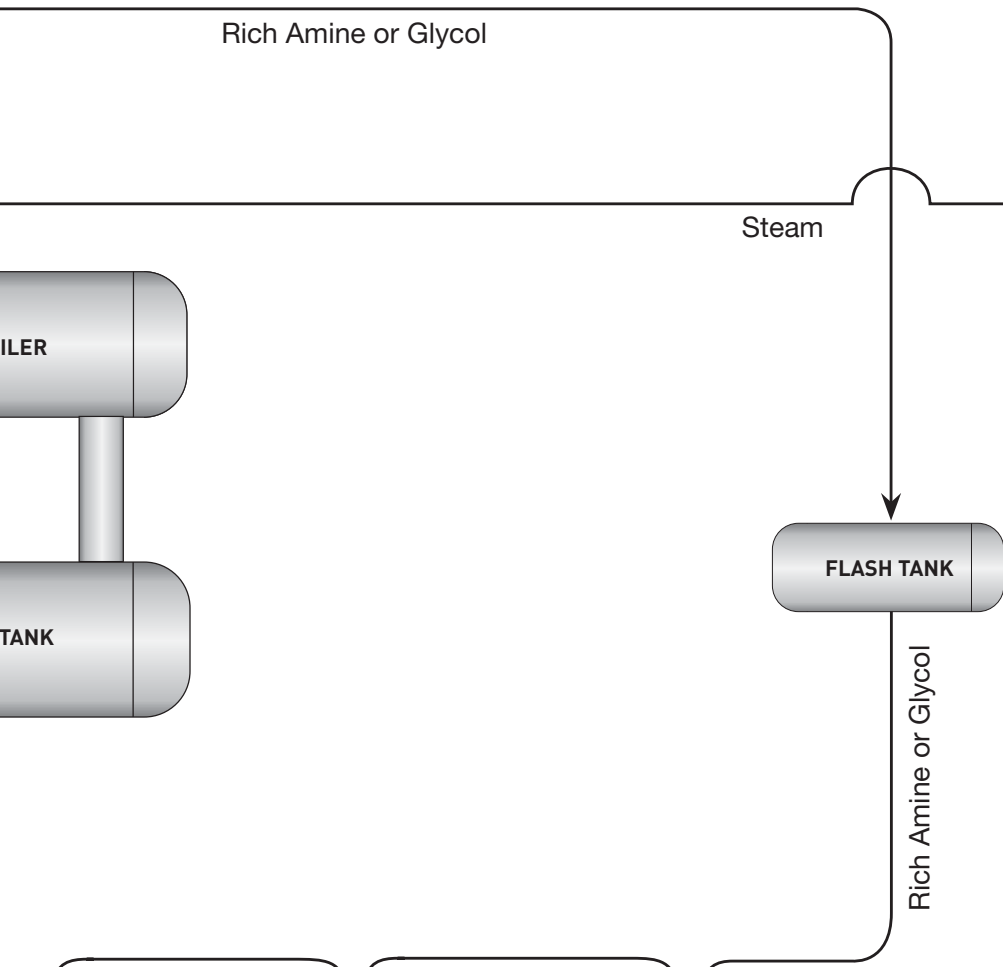 Rich Amine or Glycol
Steam
ILER
FLASH TANK
TANK
Rich Amine or Glycol